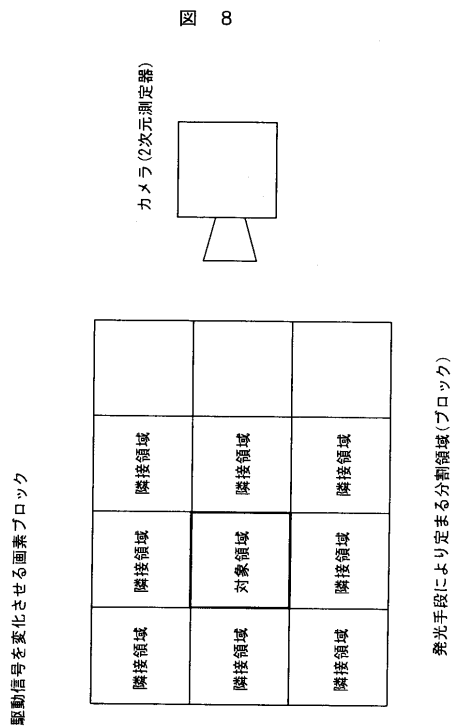 図 8
カメラ(2次元測定器)
駆動信号を変化させる画素ブロック
隣接領域
隣接領域
隣接領域
隣接領域
対象領域
隣接領域
隣接領域
隣接領域
隣接領域
発光手段により定まる分割領域(ブロック)